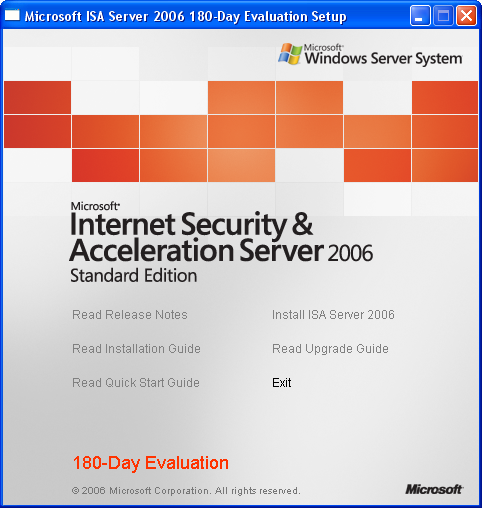 Microsoft ISA Server 2006 180-Day Evaluation Setup
Microsoft
Windows Server System
Microsoft
Internet Security &
Acceleration Server 2006
Standard Edition
Read Release Notes
Install ISA Server 2006
Read Installation Guide
Read Upgrade Guide
Read Quick Start Guide
Exit
180-Day Evaluation
© 2006 Microsoft Corporation. All rights reserved.
Microsoft